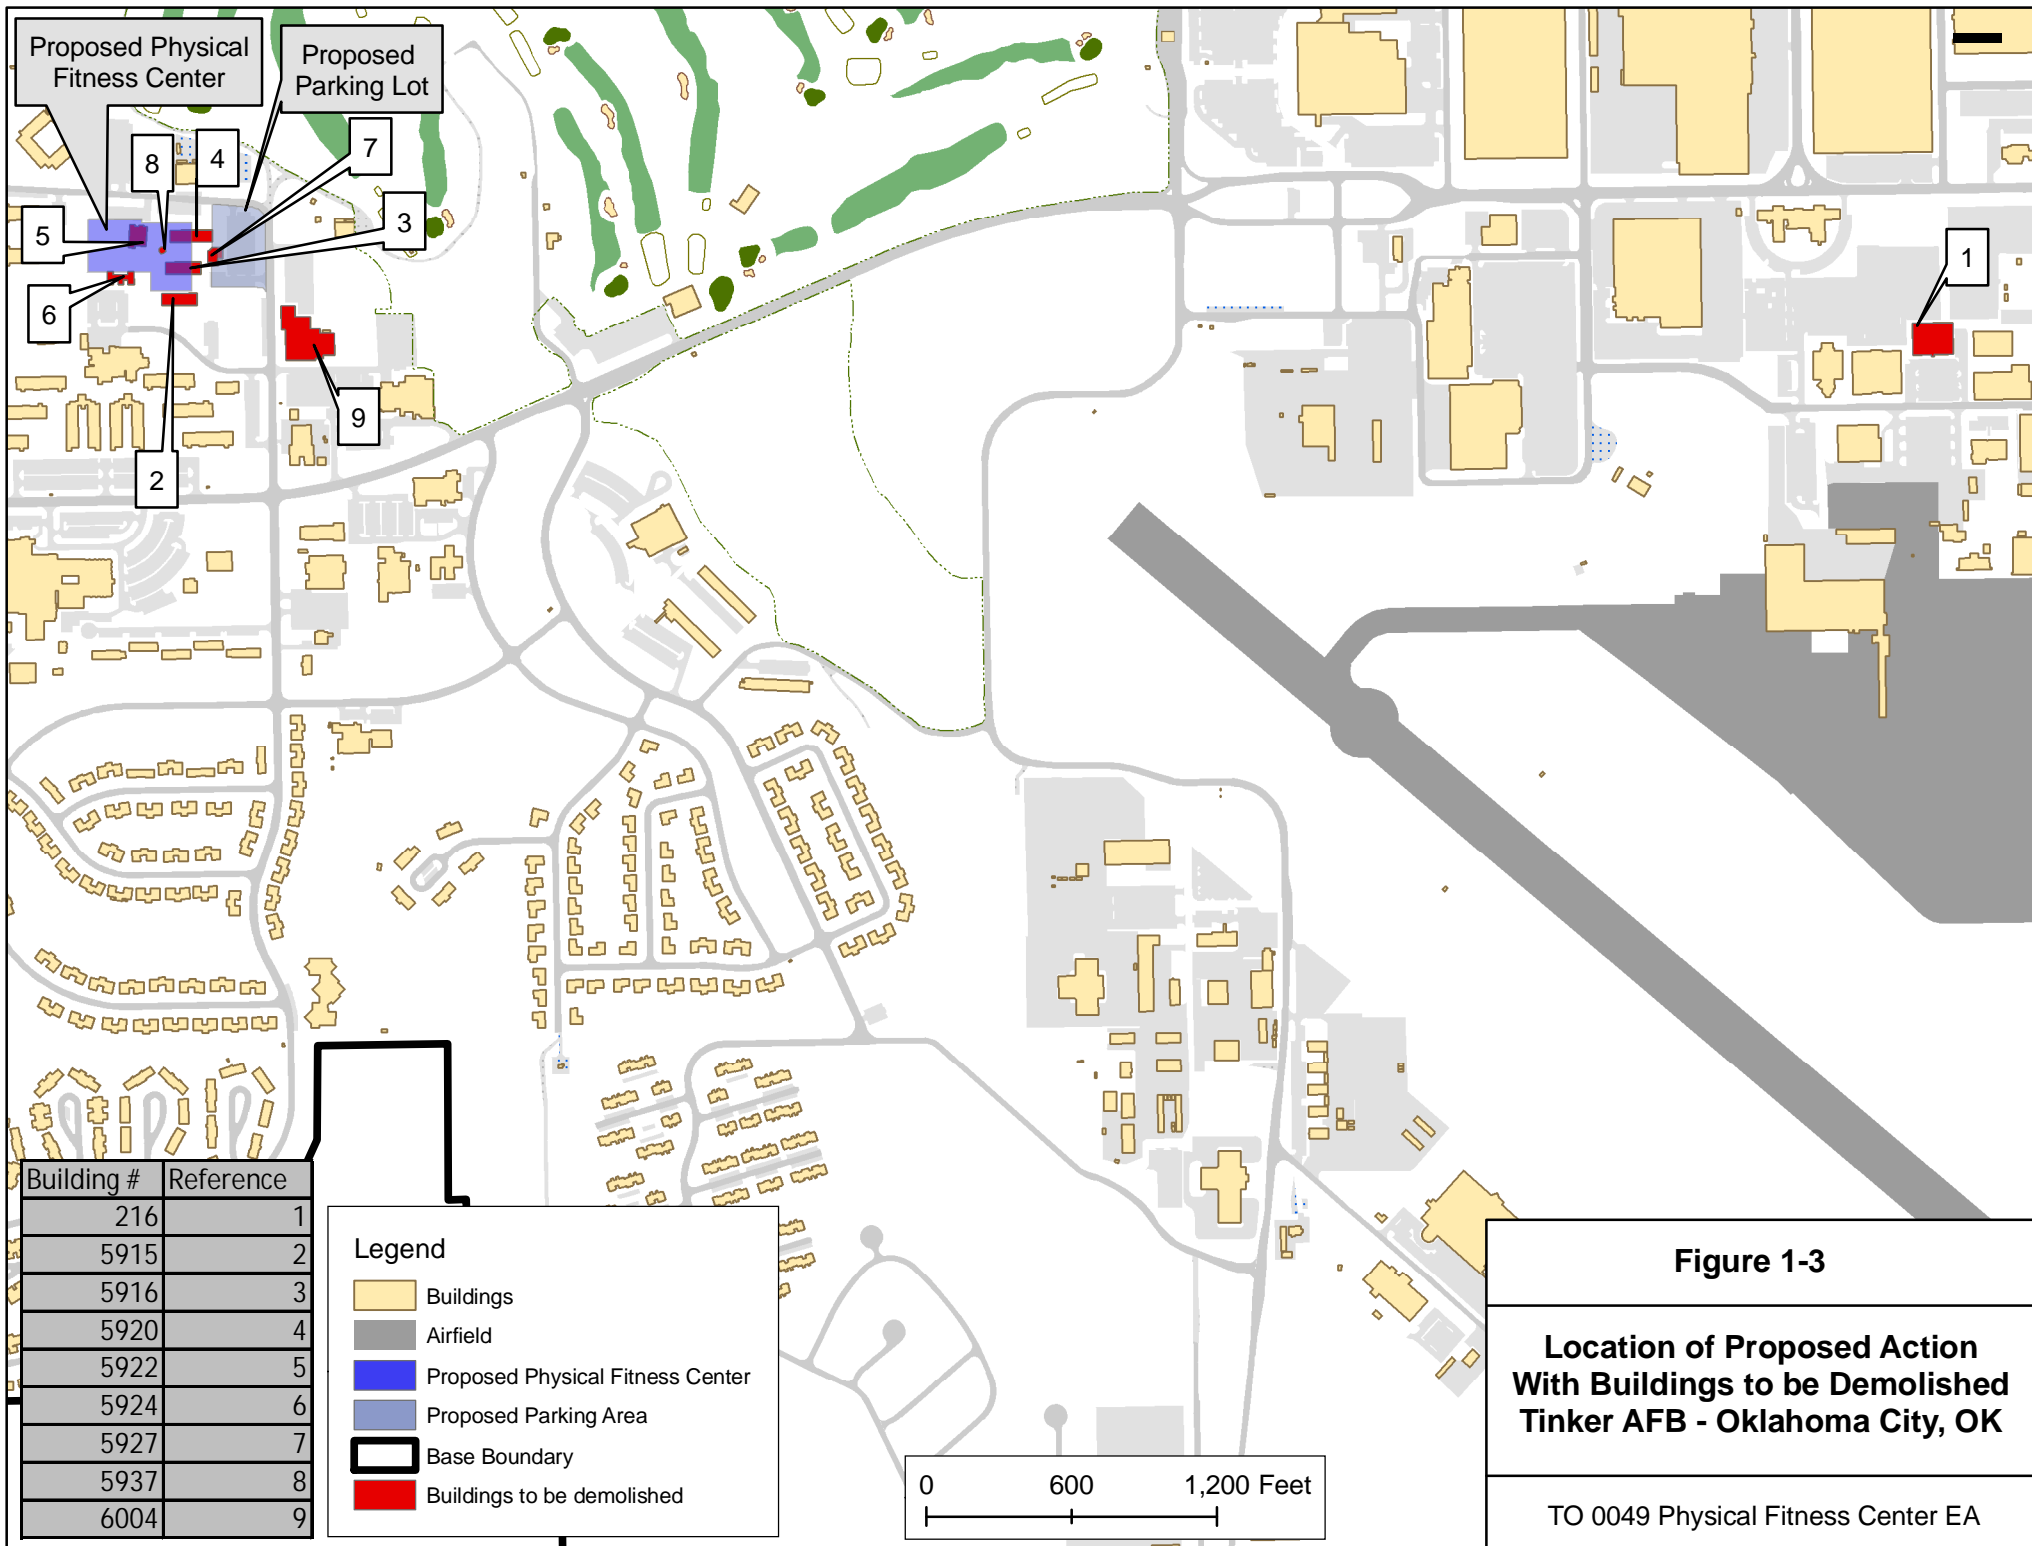 Proposed Physical
Fitness Center
Proposed
Parking Lot
7
8
4
3
5
6
1
9
2
Building # Reference
216 1
5915 2
5916 3
5920 4
5922 5
5924 6
5927 7
5937 8
6004 9
Legend
Buildings
Airfield
Proposed Physical Fitness Center
Proposed Parking Area
Base Boundary
Buildings to be demolished
0 600 1,200 Feet
Figure 1-3
Location of Proposed Action
With Buildings to be Demolished
Tinker AFB - Oklahoma City, OK
TO 0049 Physical Fitness Center EA